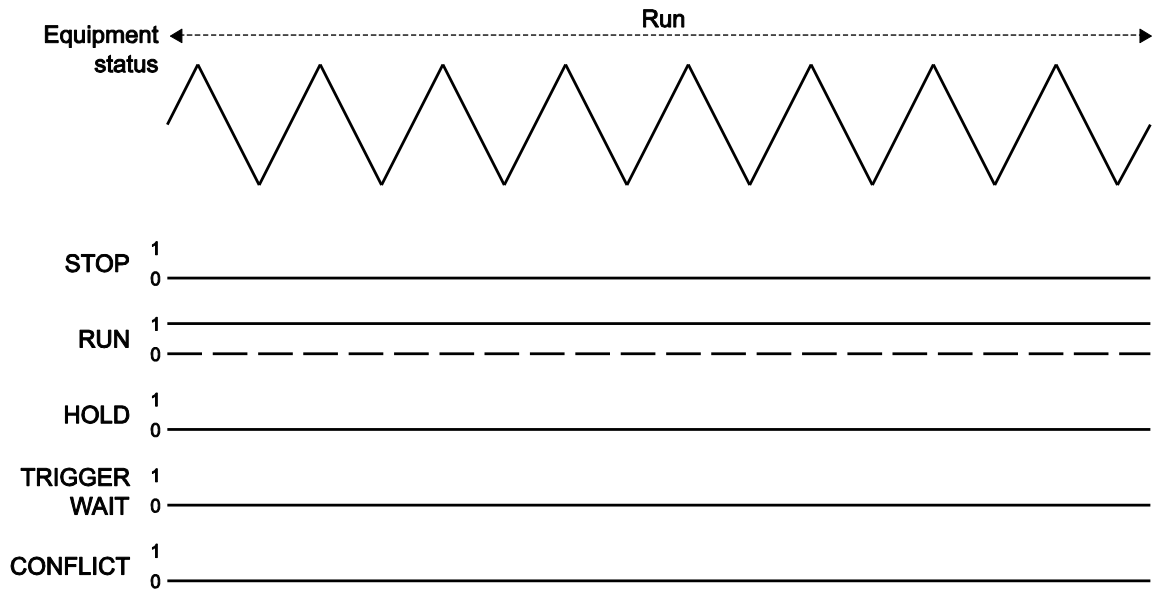 Run
Equipment
status
1
STOP
0
1
RUN
0
1
HOLD
0
TRIGGER 1
WAIT 0
1
CONFLICT
0